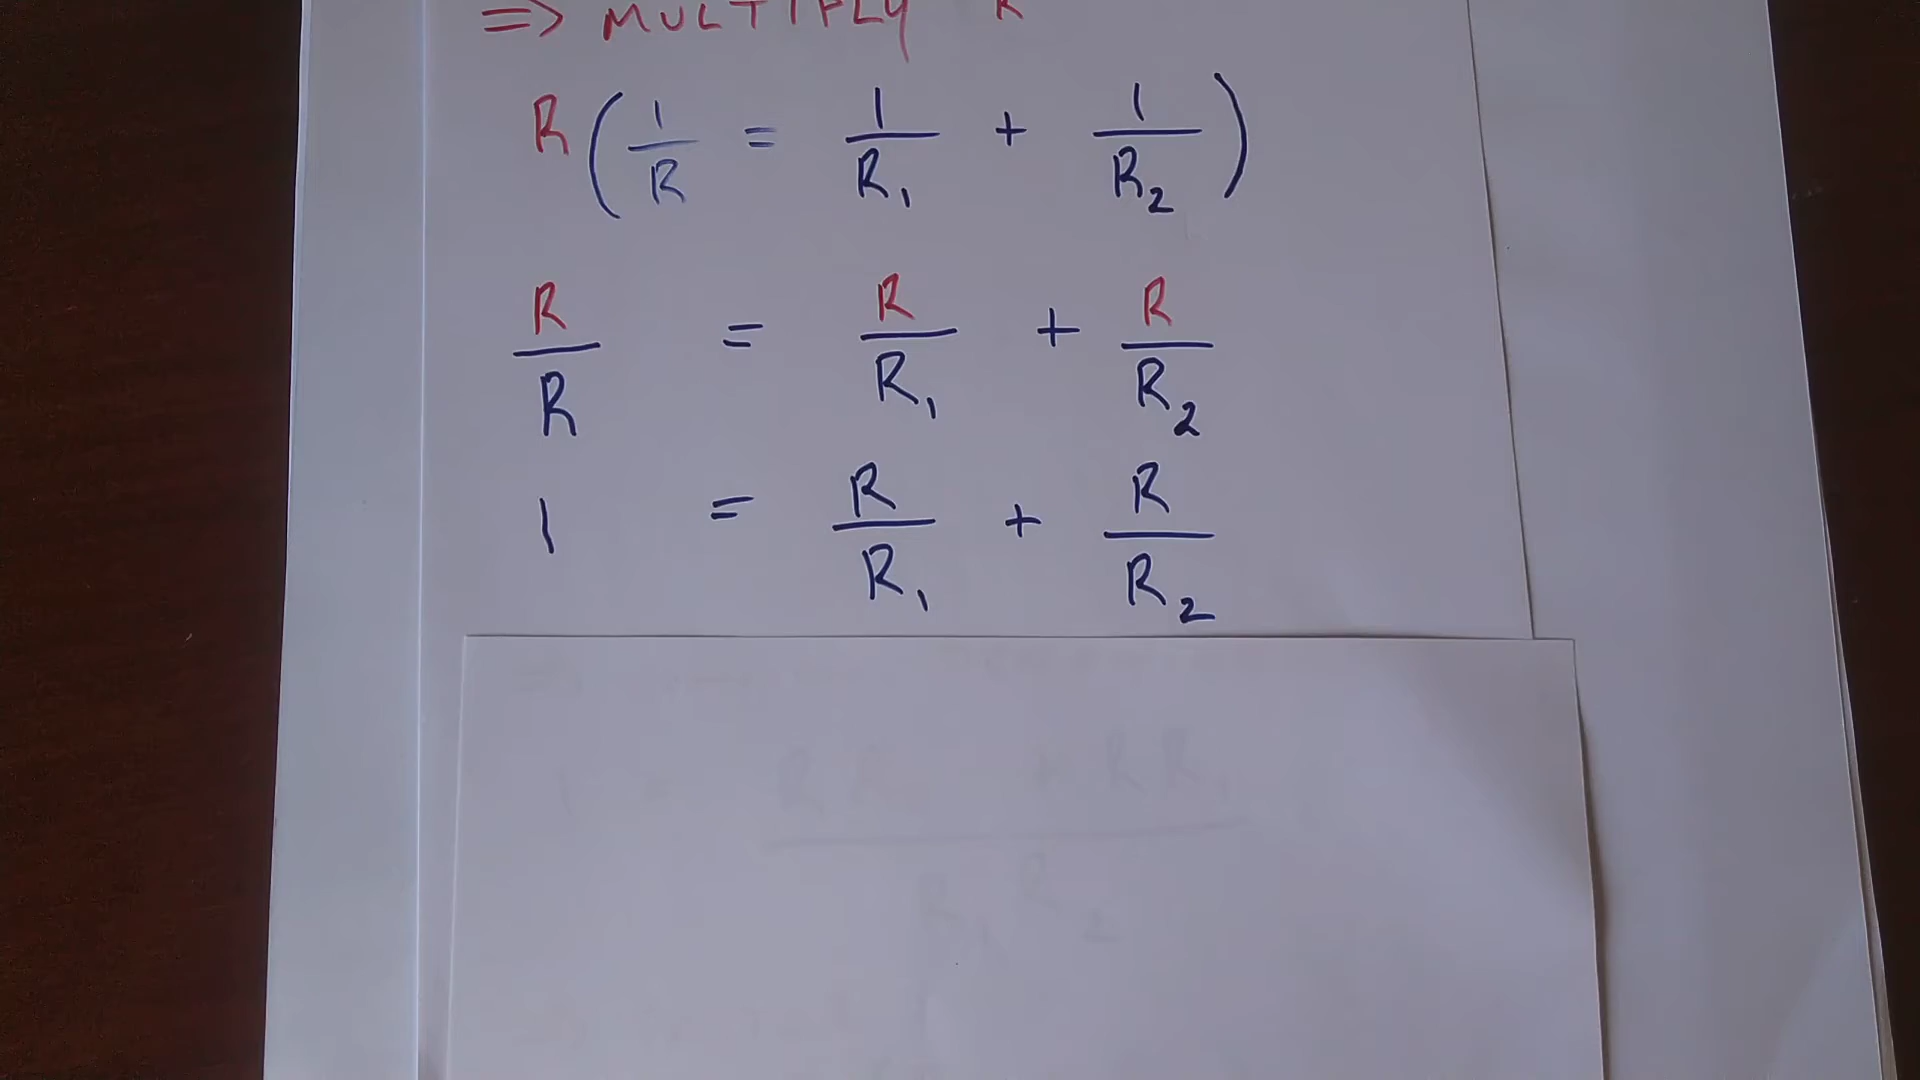 => MULTIPLY R
R ( 1/R = 1/R₁ + 1/R₂ )
R/R = R/R₁ + R/R₂
1 = R/R₁ + R/R₂